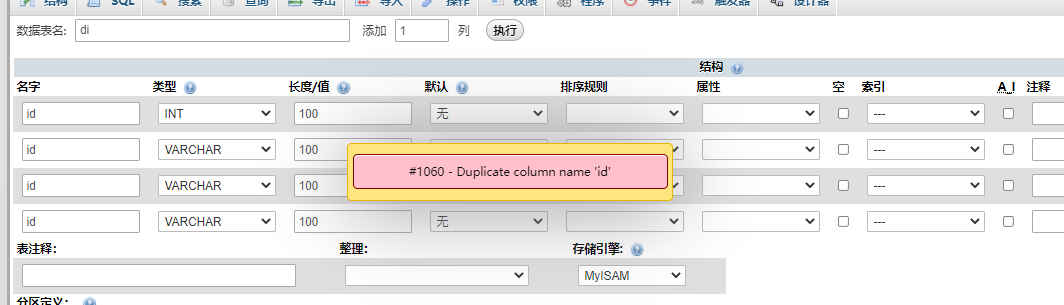 结构 SQL 搜索 查询 导出 导入 操作 权限 程序 事件 触发器 设计器
数据表名: di 添加 1 列 执行
结构
名字 类型 长度/值 默认 排序规则 属性 空 索引 A_I 注释
id INT 100 无 ---
id VARCHAR 100 ---
#1060 - Duplicate column name 'id'
id VARCHAR 100 ---
id VARCHAR 100 无 ---
表注释: 整理: 存储引擎:
MyISAM
分区定义: